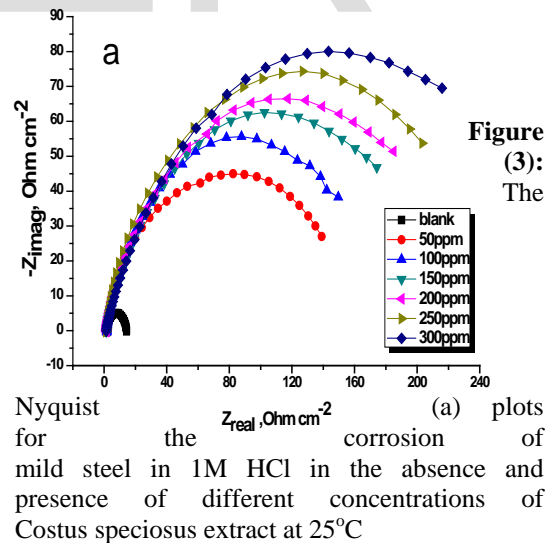 a
90
80
70
60
50
40
30
20
10
0
-10
-Zimag, Ohm cm-2
0 40 80 120 160 200 240
Zreal ,Ohm cm-2
blank
50ppm
100ppm
150ppm
200ppm
250ppm
300ppm
Figure
(3):
The
Nyquist (a) plots
for the corrosion of
mild steel in 1M HCl in the absence and
presence of different concentrations of
Costus speciosus extract at 25oC